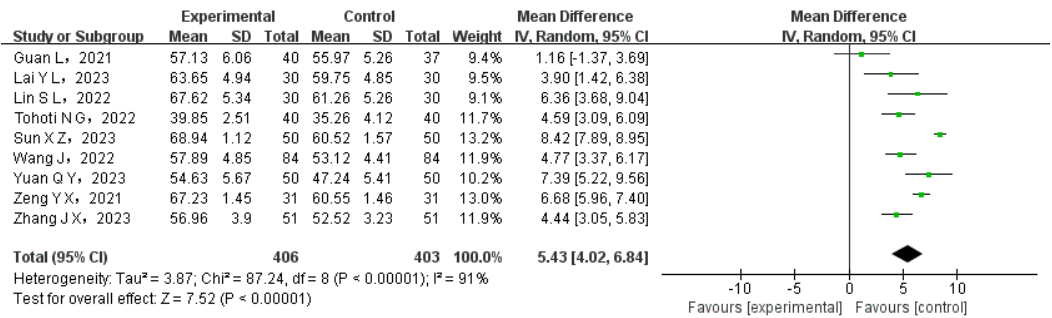 Experimental Control Mean Difference Mean Difference
Study or Subgroup Mean SD Total Mean SD Total Weight IV, Random, 95% CI IV, Random, 95% CI
Guan L，2021 57.13 6.06 40 55.97 5.26 37 9.4% 1.16 [-1.37, 3.69]
Lai Y L，2023 63.65 4.94 30 59.75 4.85 30 9.5% 3.90 [1.42, 6.38]
Lin S L，2022 67.62 5.34 30 61.26 5.26 30 9.1% 6.36 [3.68, 9.04]
Tohoti N G，2022 39.85 2.51 40 35.26 4.12 40 11.7% 4.59 [3.09, 6.09]
Sun X Z，2023 68.94 1.12 50 60.52 1.57 50 13.2% 8.42 [7.89, 8.95]
Wang J，2022 57.89 4.85 84 53.12 4.41 84 11.9% 4.77 [3.37, 6.17]
Yuan Q Y，2023 54.63 5.67 50 47.24 5.41 50 10.2% 7.39 [5.22, 9.56]
Zeng Y X，2021 67.23 1.45 31 60.55 1.46 31 13.0% 6.68 [5.96, 7.40]
Zhang J X，2023 56.96 3.9 51 52.52 3.23 51 11.9% 4.44 [3.05, 5.83]
Total (95% CI) 406 403 100.0% 5.43 [4.02, 6.84]
Heterogeneity: Tau² = 3.87; Chi² = 87.24, df = 8 (P < 0.00001); I² = 91%
Test for overall effect: Z = 7.52 (P < 0.00001)
-10 -5 0 5 10
Favours [experimental] Favours [control]